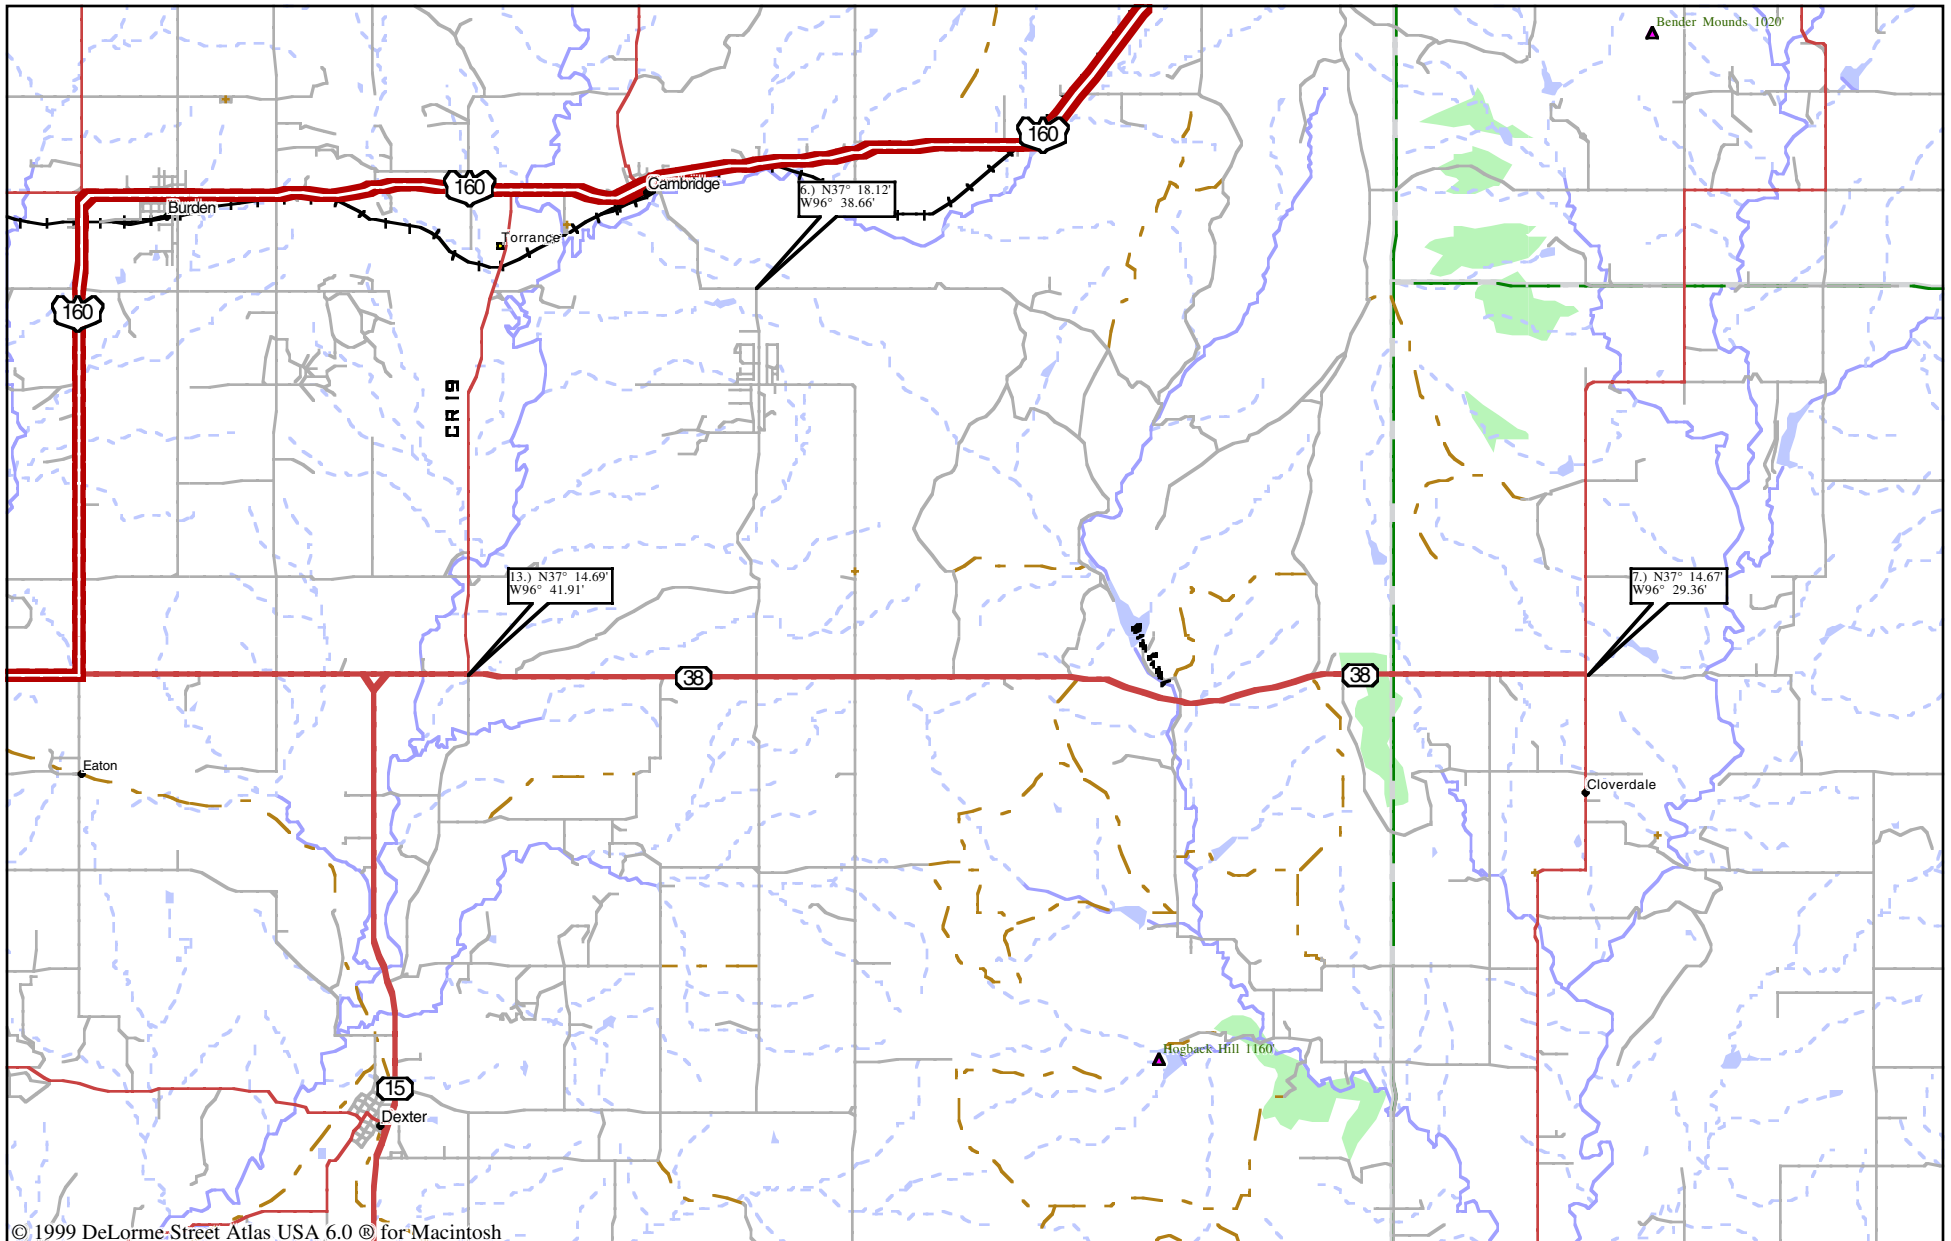 Bender Mounds 1020'
160
160
Cambridge
6.) N37° 18.12'
W96° 38.66'
Burden
Torrance
160
CR 19
13.) N37° 14.69'
W96° 41.91'
7.) N37° 14.67'
W96° 29.36'
38
38
Eaton
Cloverdale
Hogback Hill 1160'
15
Dexter
© 1999 DeLorme Street Atlas USA 6.0 ® for Macintosh